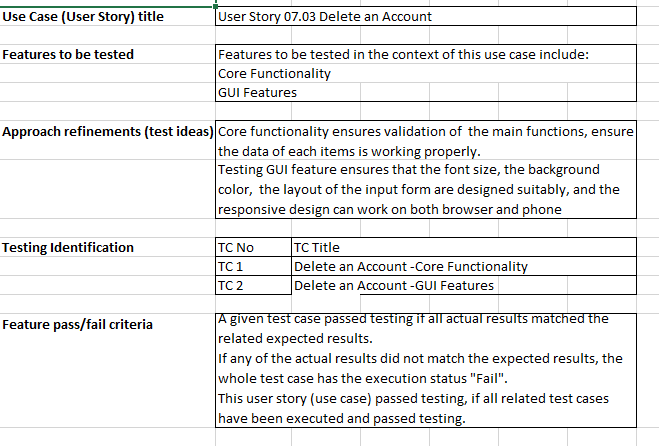 Use Case (User Story) title User Story 07.03 Delete an Account
Features to be tested Features to be tested in the context of this use case include:
Core Functionality
GUI Features
Approach refinements (test ideas) Core functionality ensures validation of the main functions, ensure
the data of each items is working properly.
Testing GUI feature ensures that the font size, the background
color, the layout of the input form are designed suitably, and the
responsive design can work on both browser and phone
Testing Identification TC No TC Title
TC 1 Delete an Account -Core Functionality
TC 2 Delete an Account -GUI Features
Feature pass/fail criteria A given test case passed testing if all actual results matched the
related expected results.
If any of the actual results did not match the expected results, the
whole test case has the execution status "Fail".
This user story (use case) passed testing, if all related test cases
have been executed and passed testing.